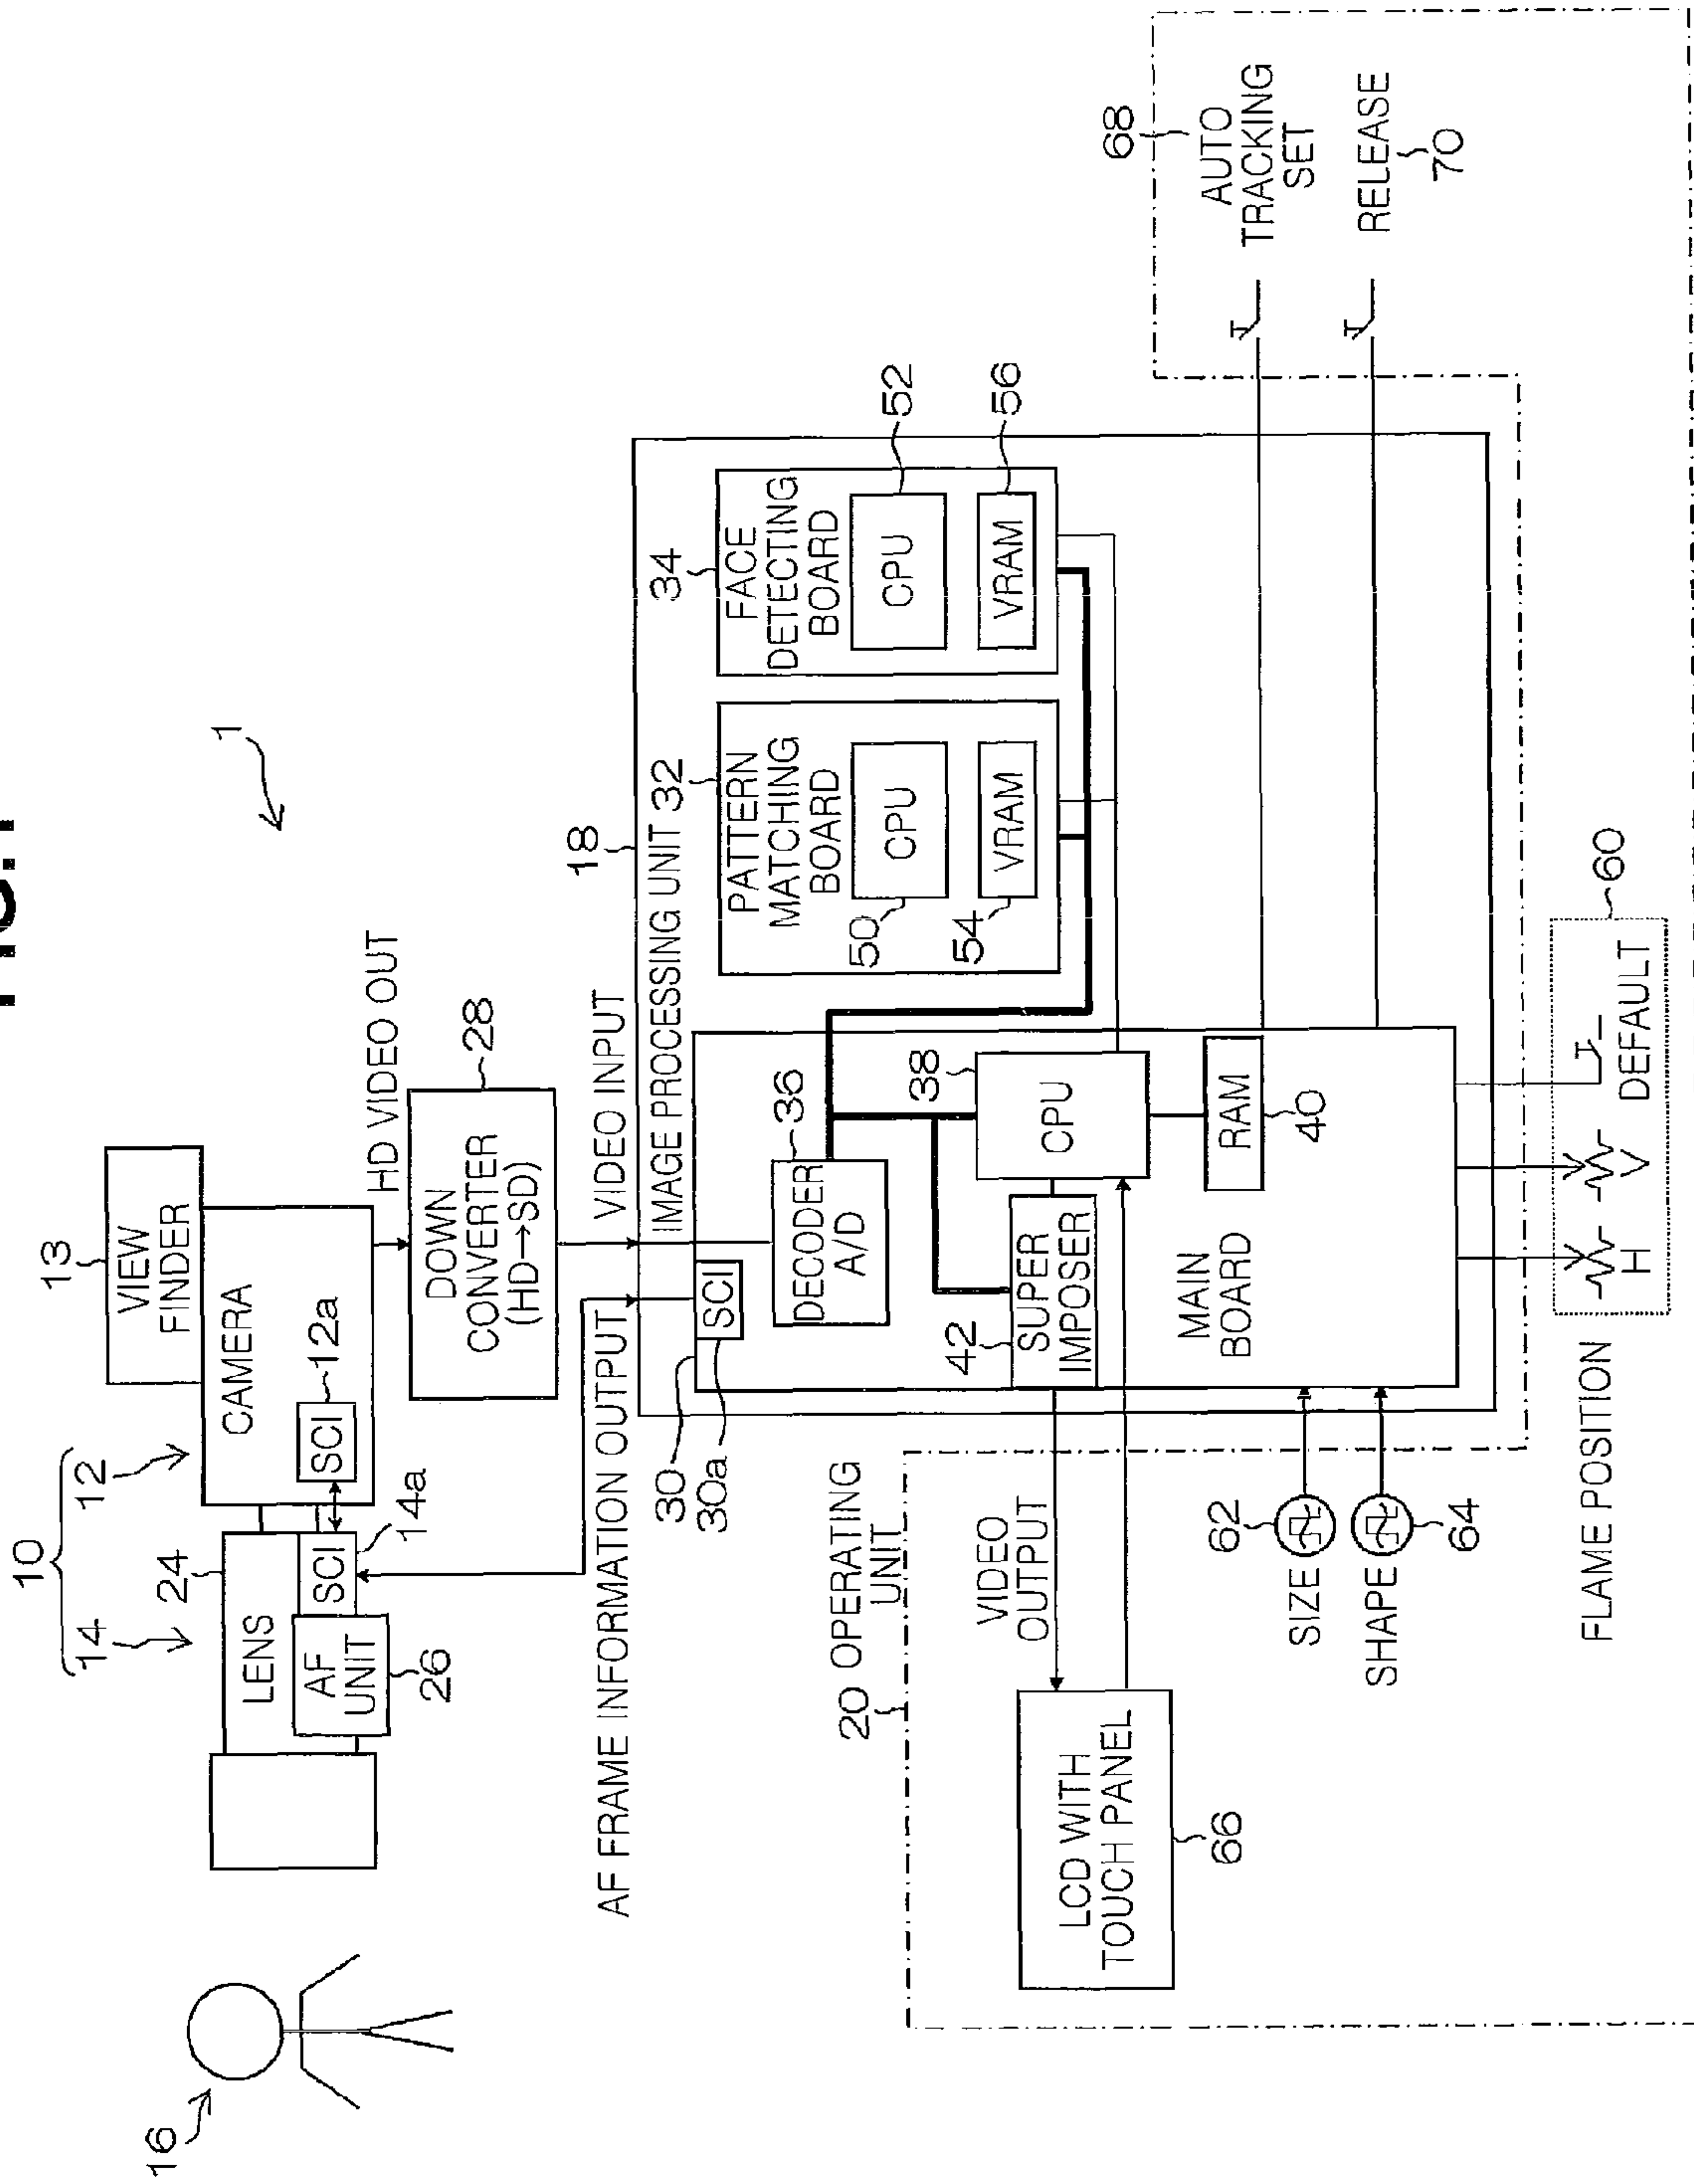 FIG.1
1
10
14
12
13
VIEW
FINDER
CAMERA
12a
SCI
24
LENS
SCI
14a
AF
UNIT
26
16
HD VIDEO OUT
DOWN
CONVERTER
(HD→SD)
28
VIDEO INPUT
AF FRAME INFORMATION OUTPUT
18
IMAGE PROCESSING UNIT
32
PATTERN
MATCHING
BOARD
50
CPU
54
VRAM
34
FACE
DETECTING
BOARD
CPU
52
VRAM
56
30
30a
SCI
DECODER
A/D
36
38
CPU
RAM
40
42
SUPER
IMPOSER
MAIN
BOARD
20 OPERATING
UNIT
VIDEO
OUTPUT
LCD WITH
TOUCH PANEL
66
SIZE
62
SHAPE
64
FLAME POSITION
H
V
DEFAULT
60
68
AUTO
TRACKING
SET
RELEASE
70